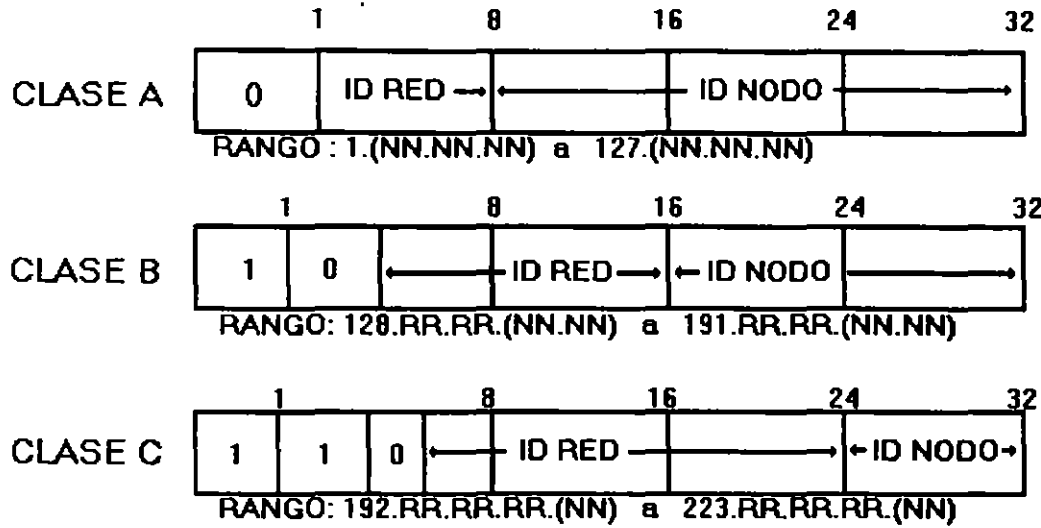 1 8 16 24 32
CLASE A 0 ID RED ID NODO
RANGO : 1.(NN.NN.NN) a 127.(NN.NN.NN)
1 8 16 24 32
CLASE B 1 0 ID RED ID NODO
RANGO: 128.RR.RR.(NN.NN) a 191.RR.RR.(NN.NN)
1 8 16 24 32
CLASE C 1 1 0 ID RED ID NODO
RANGO: 192.RR.RR.RR.(NN) a 223.RR.RR.RR.(NN)